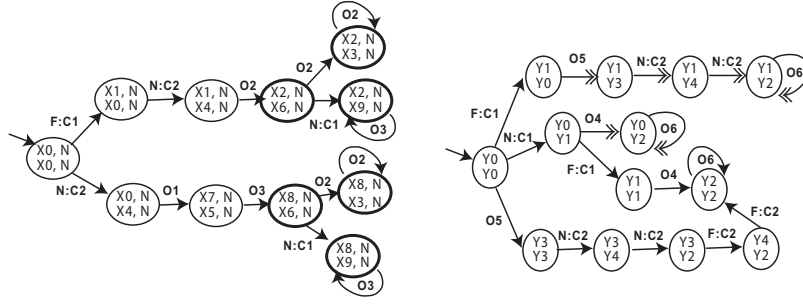 O2
X2, N
X3, N
O2
X1, N
X0, N
N:C2
X1, N
X4, N
O2
X2, N
X6, N
N:C1
X2, N
X9, N
O3
F:C1
X0, N
X0, N
N:C2
X0, N
X4, N
O1
X7, N
X5, N
O3
X8, N
X6, N
O2
X8, N
X3, N
O2
N:C1
X8, N
X9, N
O3
Y1
Y0
O5
Y1
Y3
N:C2
Y1
Y4
N:C2
Y1
Y2
O6
F:C1
Y0
Y0
N:C1
Y0
Y1
O4
Y0
Y2
O6
F:C1
Y1
Y1
O4
Y2
Y2
O6
O5
Y3
Y3
N:C2
Y3
Y4
N:C2
Y3
Y2
F:C2
Y4
Y2
F:C2